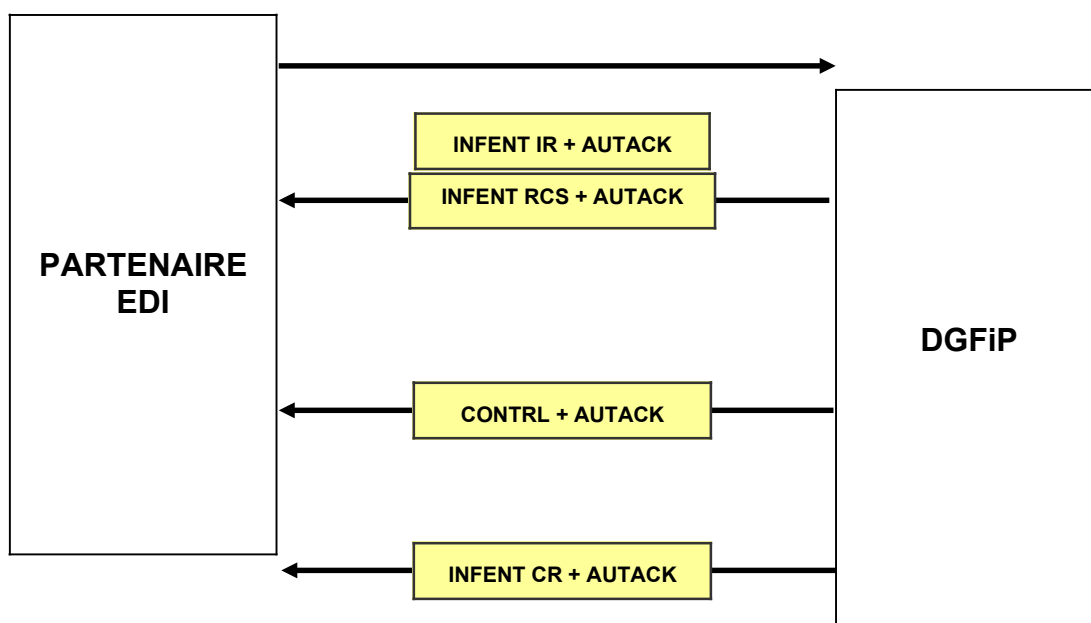 INFENT IR + AUTACK
INFENT RCS + AUTACK
PARTENAIRE
EDI
DGFiP
CONTRL + AUTACK
INFENT CR + AUTACK